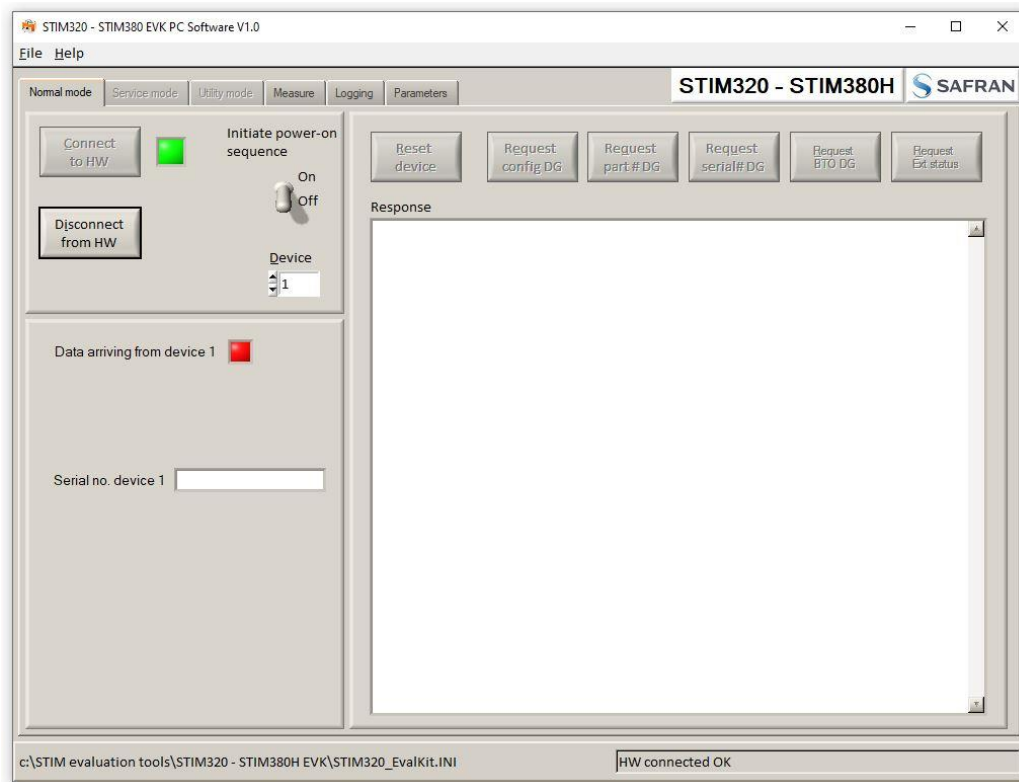 STIM320 - STIM380 EVK PC Software V1.0
File Help
Normal mode Service mode Utility mode Measure Logging Parameters
STIM320 - STIM380H SAFRAN
Connect
to HW
Initiate power-on
sequence
On
Off
Disconnect
from HW
Device
1
Reset
device
Request
config DG
Request
part # DG
Request
serial# DG
Request
BTO DG
Request
Ext status
Response
Data arriving from device 1
Serial no. device 1
c:\STIM evaluation tools\STIM320 - STIM380H EVK\STIM320_EvalKit.INI
HW connected OK